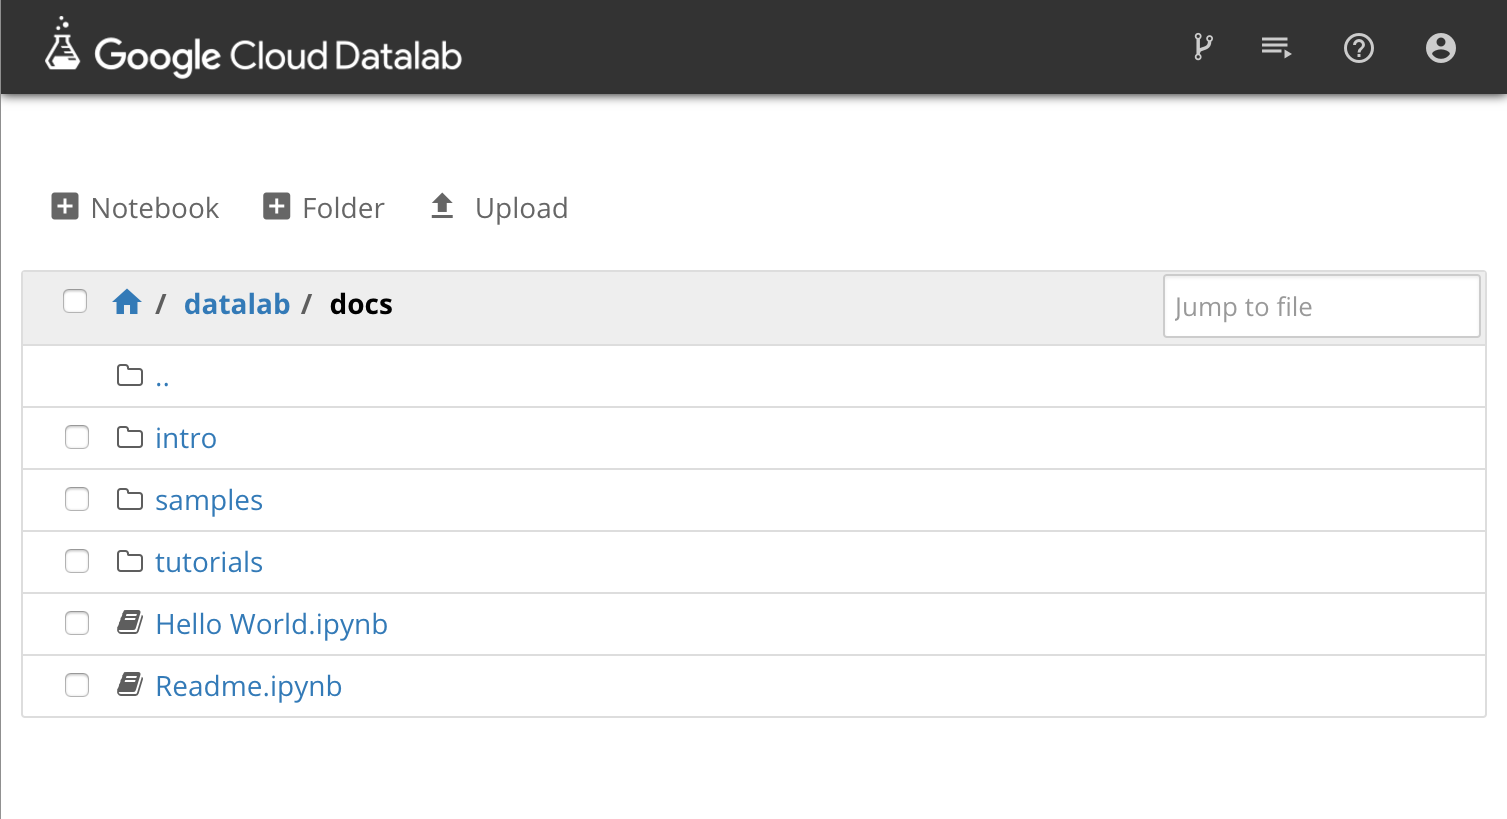 Google Cloud Datalab
Notebook Folder Upload
/ datalab / docs Jump to file
..
intro
samples
tutorials
Hello World.ipynb
Readme.ipynb